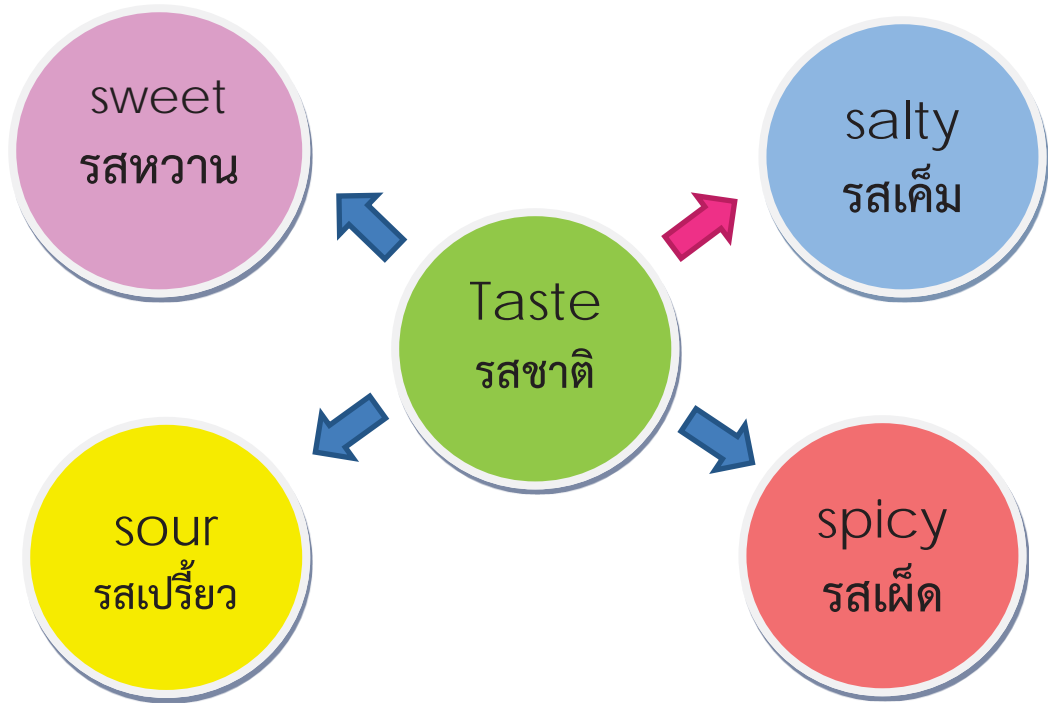 sweet
รสหวาน
salty
รสเค็ม
Taste
รสชาติ
sour
รสเปรี้ยว
spicy
รสเผ็ด